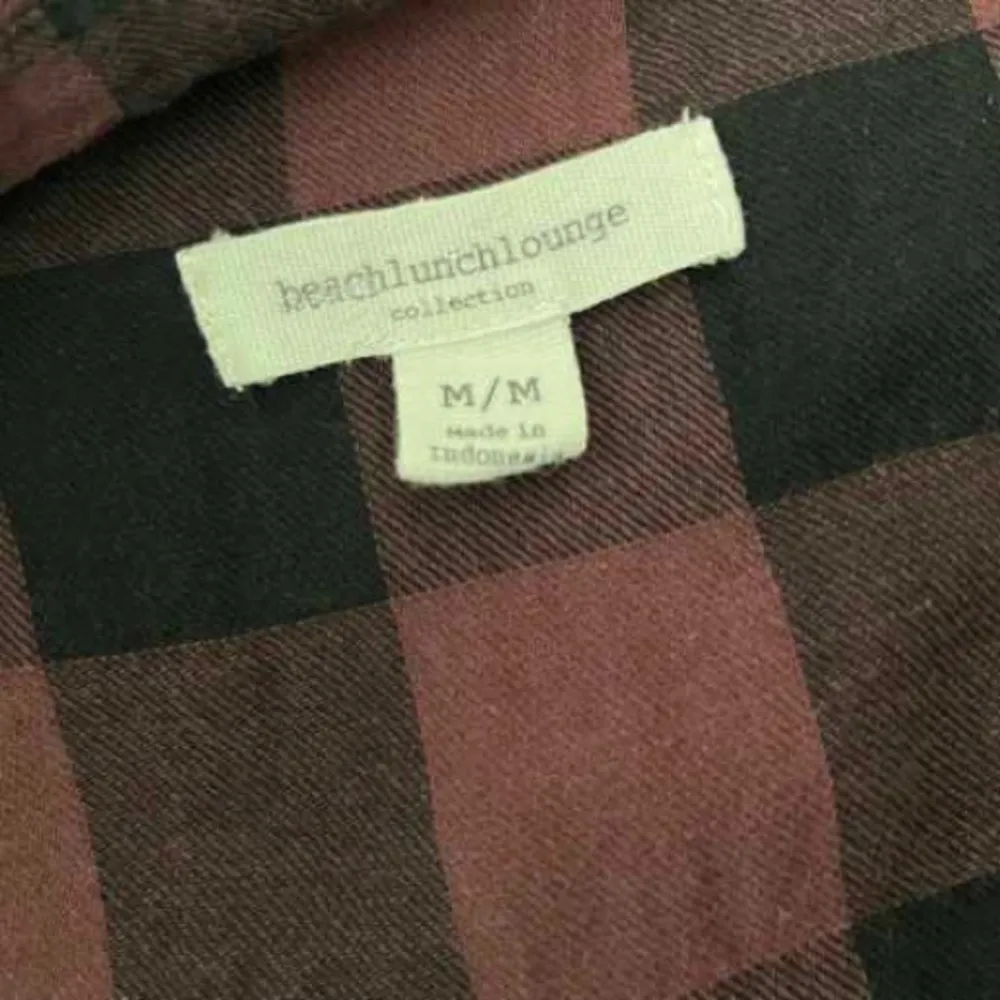 beachlunchlounge
collection
M/M
Made in
Indonesia